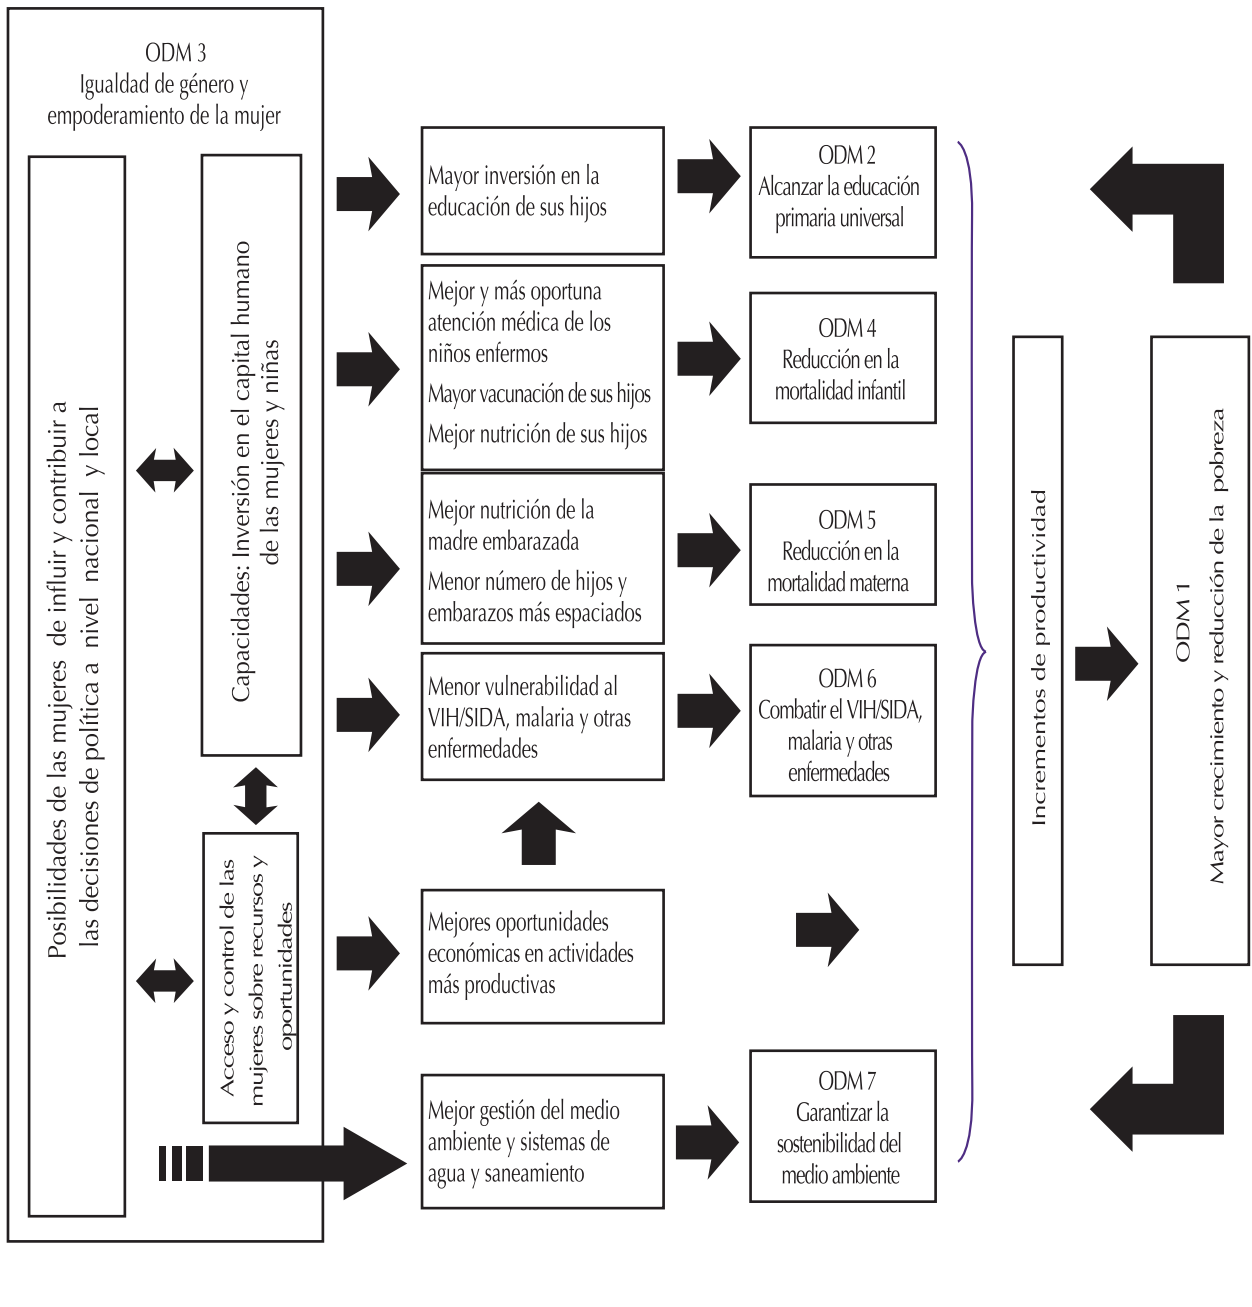 ODM 3
Igualdad de género y
empoderamiento de la mujer
Posibilidades de las mujeres de influir y contribuir a
las decisiones de política a nivel nacional y local
Capacidades: Inversión en el capital humano
de las mujeres y niñas
Acceso y control de las
mujeres sobre recursos y
oportunidades
Mayor inversión en la
educación de sus hijos
Mejor y más oportuna
atención médica de los
niños enfermos
Mayor vacunación de sus hijos
Mejor nutrición de sus hijos
Mejor nutrición de la
madre embarazada
Menor número de hijos y
embarazos más espaciados
Menor vulnerabilidad al
VIH/SIDA, malaria y otras
enfermedades
Mejores oportunidades
económicas en actividades
más productivas
Mejor gestión del medio
ambiente y sistemas de
agua y saneamiento
ODM 2
Alcanzar la educación
primaria universal
ODM 4
Reducción en la
mortalidad infantil
ODM 5
Reducción en la
mortalidad materna
ODM 6
Combatir el VIH/SIDA,
malaria y otras
enfermedades
ODM 7
Garantizar la
sostenibilidad del
medio ambiente
Incrementos de productividad
ODM 1
Mayor crecimiento y reducción de la pobreza